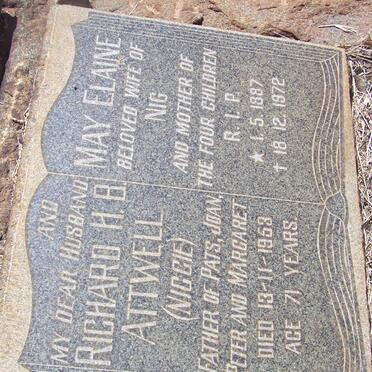 AND
MY DEAR HUSBAND
RICHARD H.B.
ATTWELL
(NIGGIE)
FATHER OF PATS, JOAN,
PETER AND MARGARET
DIED 13-11-1953
AGE 71 YEARS
MAY ELAINE
BELOVED WIFE OF
NIG
AND MOTHER OF
THE FOUR CHILDREN
R.I.P.
★ 1.5.1887
✝ 18.12.1972